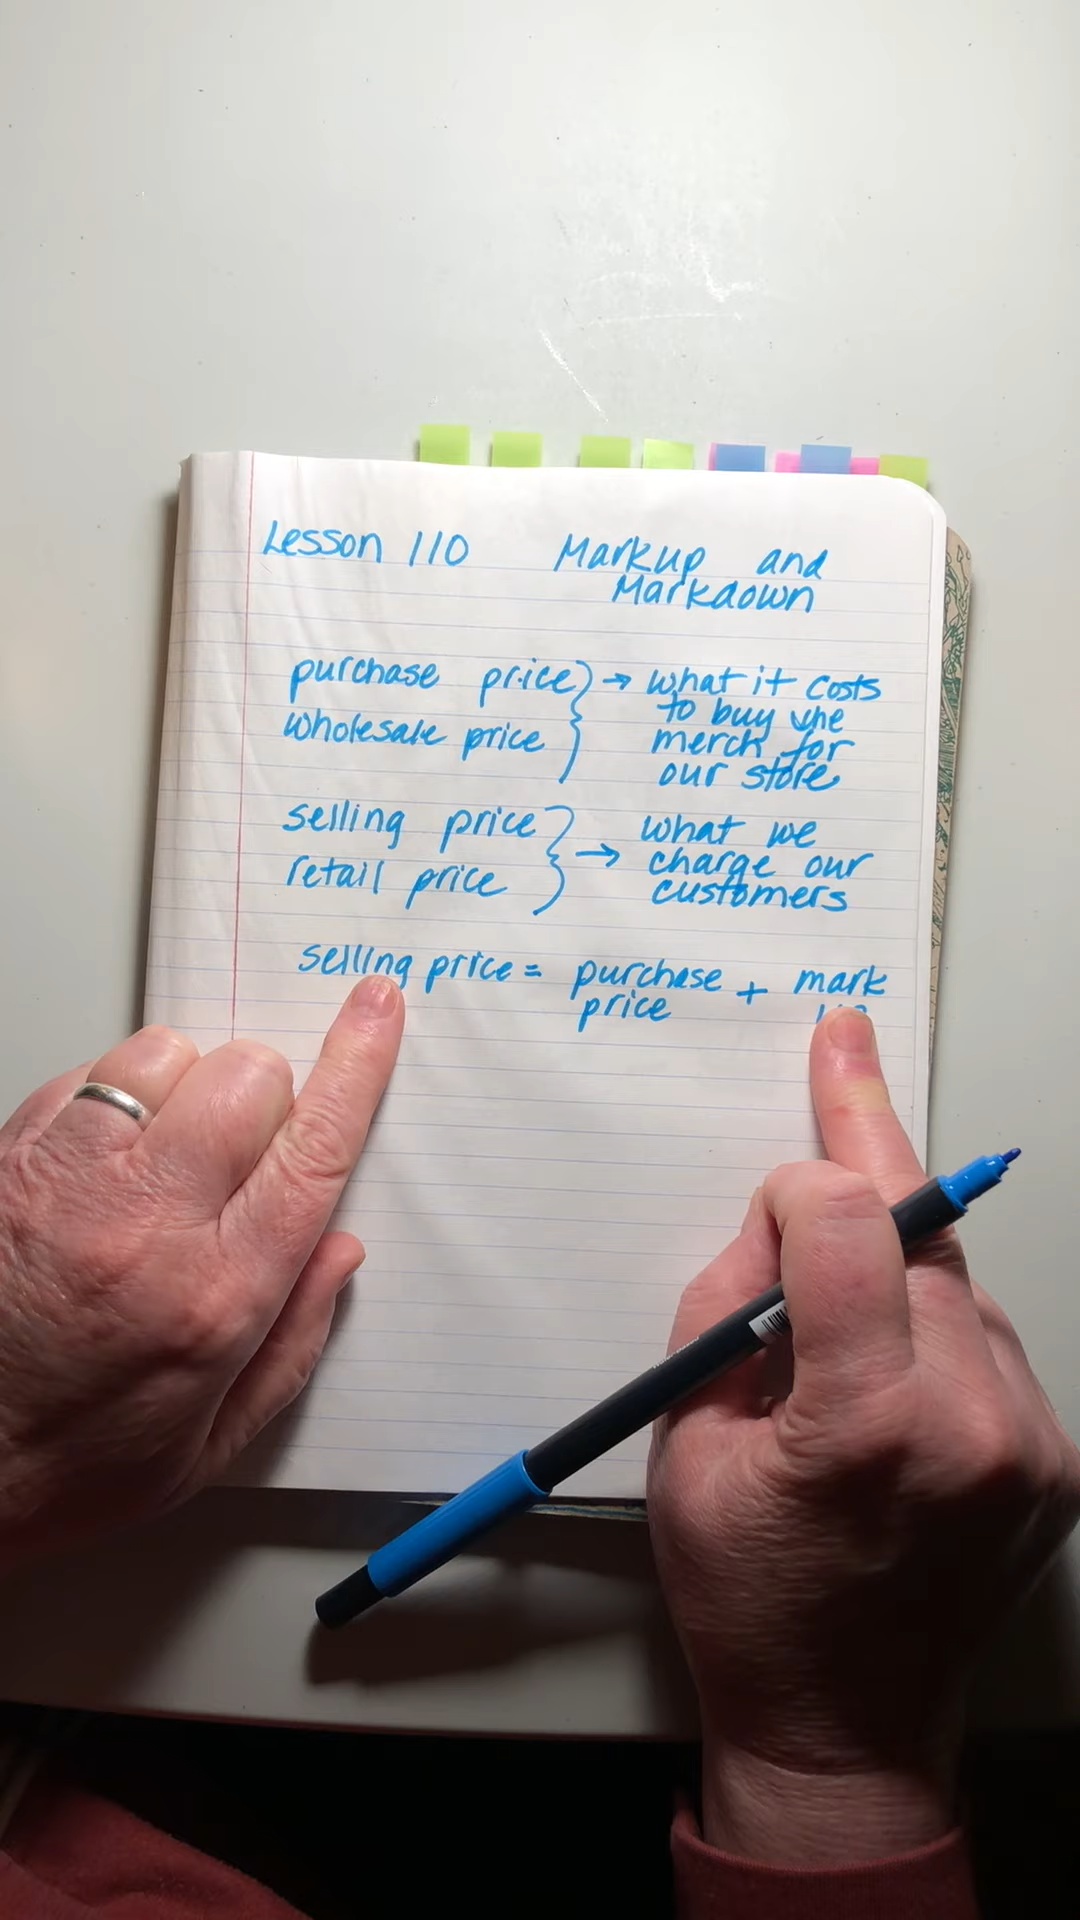 Lesson 110 Markup and
Markdown
purchase price } → what it costs
to buy the
wholesale price merch for
our store
selling price } → what we
charge our
retail price customers
selling price = purchase + mark
price up